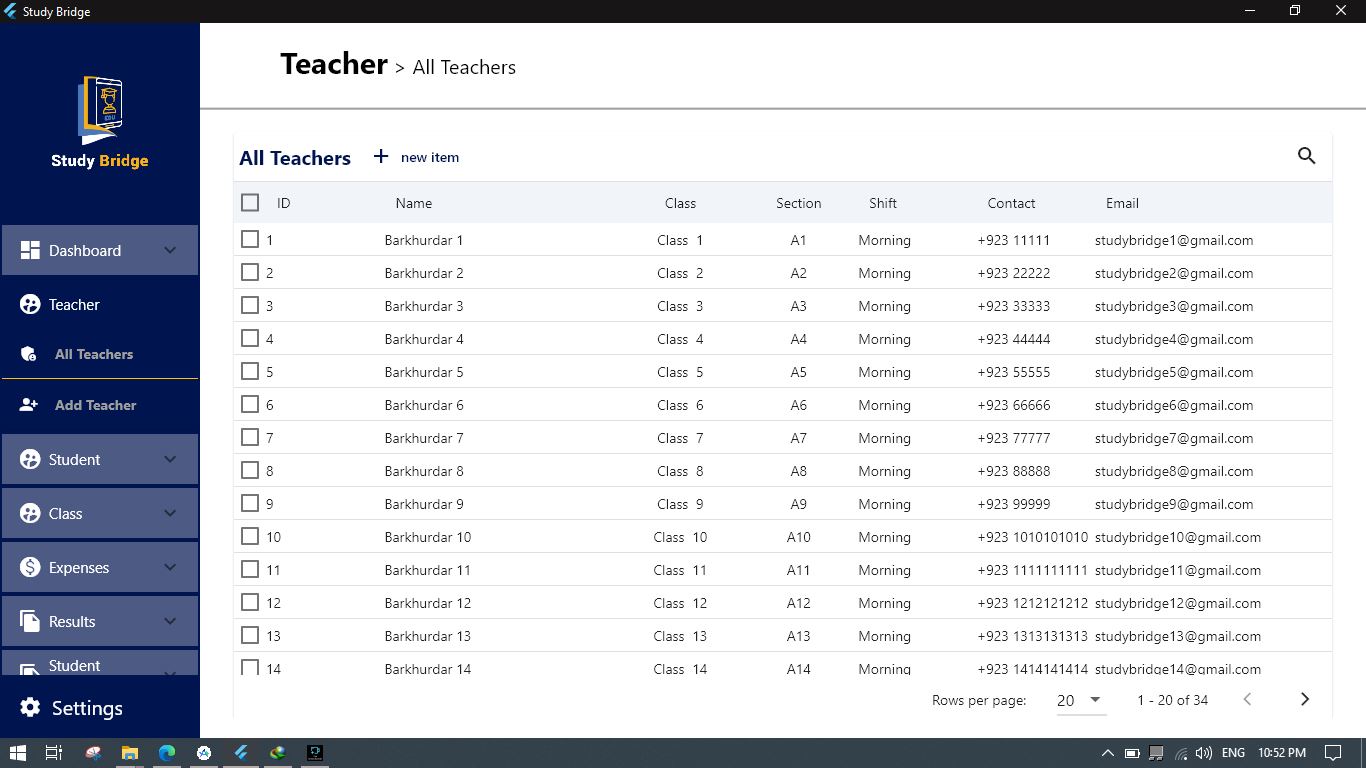 Study Bridge
Teacher > All Teachers
EDU
Study Bridge
All Teachers + new item
ID Name Class Section Shift Contact Email
1 Barkhurdar 1 Class 1 A1 Morning +923 11111 studybridge1@gmail.com
2 Barkhurdar 2 Class 2 A2 Morning +923 22222 studybridge2@gmail.com
3 Barkhurdar 3 Class 3 A3 Morning +923 33333 studybridge3@gmail.com
4 Barkhurdar 4 Class 4 A4 Morning +923 44444 studybridge4@gmail.com
5 Barkhurdar 5 Class 5 A5 Morning +923 55555 studybridge5@gmail.com
6 Barkhurdar 6 Class 6 A6 Morning +923 66666 studybridge6@gmail.com
7 Barkhurdar 7 Class 7 A7 Morning +923 77777 studybridge7@gmail.com
8 Barkhurdar 8 Class 8 A8 Morning +923 88888 studybridge8@gmail.com
9 Barkhurdar 9 Class 9 A9 Morning +923 99999 studybridge9@gmail.com
10 Barkhurdar 10 Class 10 A10 Morning +923 1010101010 studybridge10@gmail.com
11 Barkhurdar 11 Class 11 A11 Morning +923 1111111111 studybridge11@gmail.com
12 Barkhurdar 12 Class 12 A12 Morning +923 1212121212 studybridge12@gmail.com
13 Barkhurdar 13 Class 13 A13 Morning +923 1313131313 studybridge13@gmail.com
14 Barkhurdar 14 Class 14 A14 Morning +923 1414141414 studybridge14@gmail.com
Rows per page: 20 1 - 20 of 34
Dashboard
Teacher
All Teachers
Add Teacher
Student
Class
Expenses
Results
Student
Settings
ENG 10:52 PM